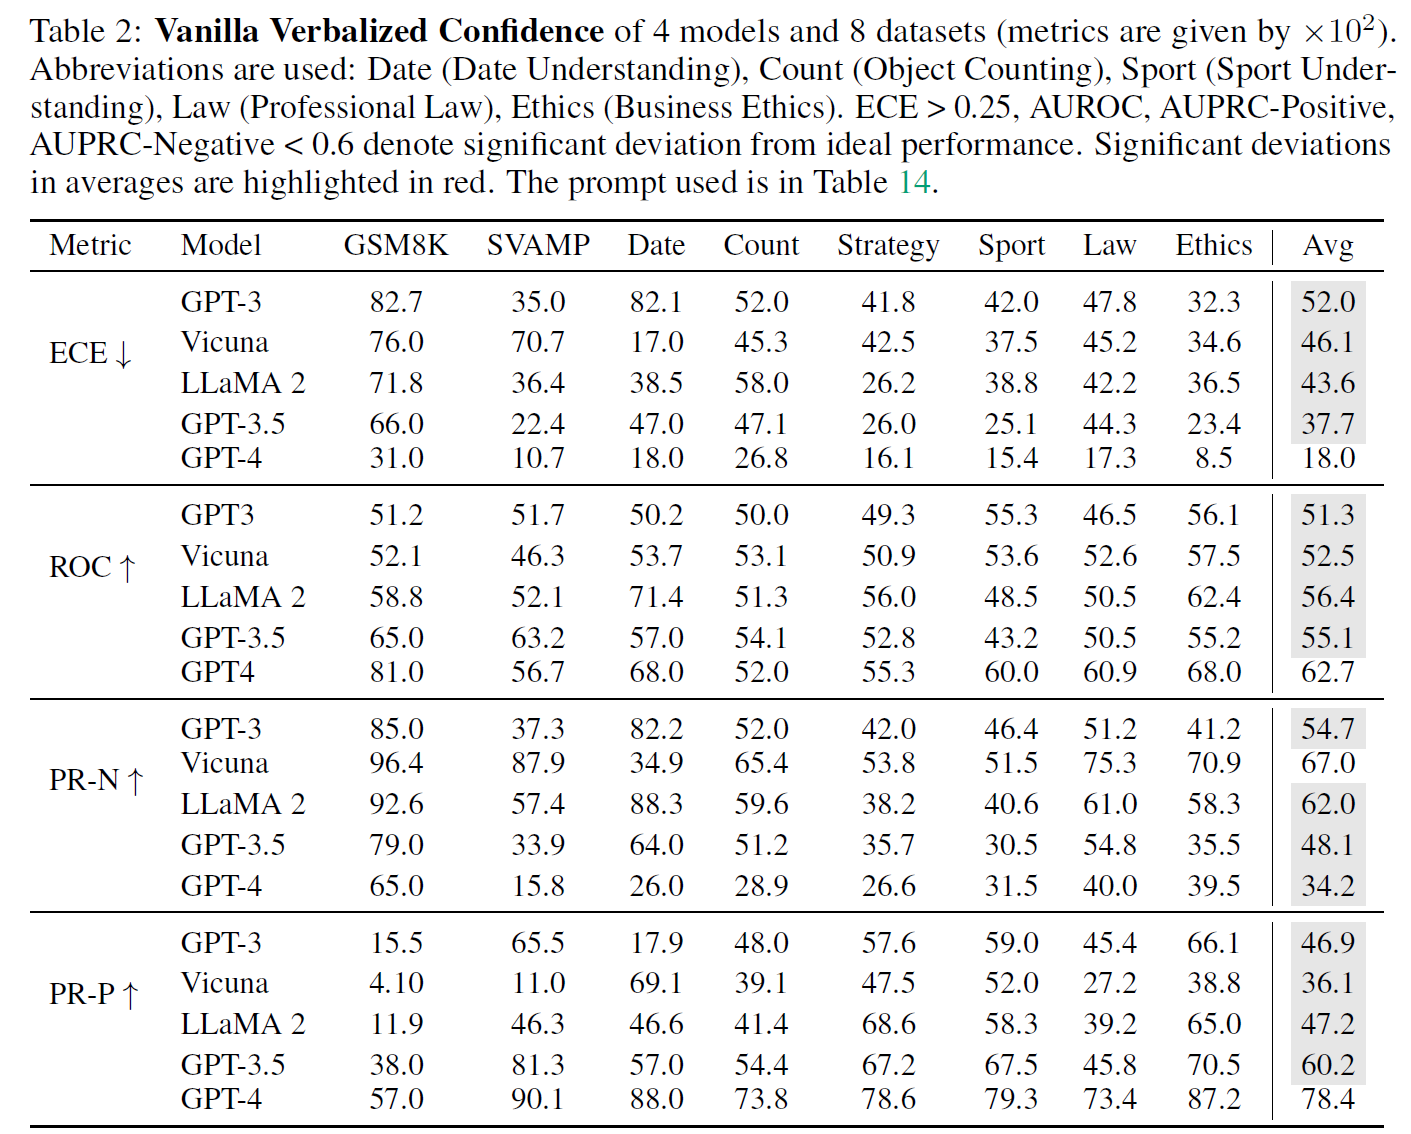 Table 2: Vanilla Verbalized Confidence of 4 models and 8 datasets (metrics are given by ×10²).
Abbreviations are used: Date (Date Understanding), Count (Object Counting), Sport (Sport Under-
standing), Law (Professional Law), Ethics (Business Ethics). ECE > 0.25, AUROC, AUPRC-Positive,
AUPRC-Negative < 0.6 denote significant deviation from ideal performance. Significant deviations
in averages are highlighted in red. The prompt used is in Table 14.
Metric Model GSM8K SVAMP Date Count Strategy Sport Law Ethics Avg
ECE ↓
GPT-3 82.7 35.0 82.1 52.0 41.8 42.0 47.8 32.3 52.0
Vicuna 76.0 70.7 17.0 45.3 42.5 37.5 45.2 34.6 46.1
LLaMA 2 71.8 36.4 38.5 58.0 26.2 38.8 42.2 36.5 43.6
GPT-3.5 66.0 22.4 47.0 47.1 26.0 25.1 44.3 23.4 37.7
GPT-4 31.0 10.7 18.0 26.8 16.1 15.4 17.3 8.5 18.0
ROC ↑
GPT3 51.2 51.7 50.2 50.0 49.3 55.3 46.5 56.1 51.3
Vicuna 52.1 46.3 53.7 53.1 50.9 53.6 52.6 57.5 52.5
LLaMA 2 58.8 52.1 71.4 51.3 56.0 48.5 50.5 62.4 56.4
GPT-3.5 65.0 63.2 57.0 54.1 52.8 43.2 50.5 55.2 55.1
GPT4 81.0 56.7 68.0 52.0 55.3 60.0 60.9 68.0 62.7
PR-N ↑
GPT-3 85.0 37.3 82.2 52.0 42.0 46.4 51.2 41.2 54.7
Vicuna 96.4 87.9 34.9 65.4 53.8 51.5 75.3 70.9 67.0
LLaMA 2 92.6 57.4 88.3 59.6 38.2 40.6 61.0 58.3 62.0
GPT-3.5 79.0 33.9 64.0 51.2 35.7 30.5 54.8 35.5 48.1
GPT-4 65.0 15.8 26.0 28.9 26.6 31.5 40.0 39.5 34.2
PR-P ↑
GPT-3 15.5 65.5 17.9 48.0 57.6 59.0 45.4 66.1 46.9
Vicuna 4.10 11.0 69.1 39.1 47.5 52.0 27.2 38.8 36.1
LLaMA 2 11.9 46.3 46.6 41.4 68.6 58.3 39.2 65.0 47.2
GPT-3.5 38.0 81.3 57.0 54.4 67.2 67.5 45.8 70.5 60.2
GPT-4 57.0 90.1 88.0 73.8 78.6 79.3 73.4 87.2 78.4